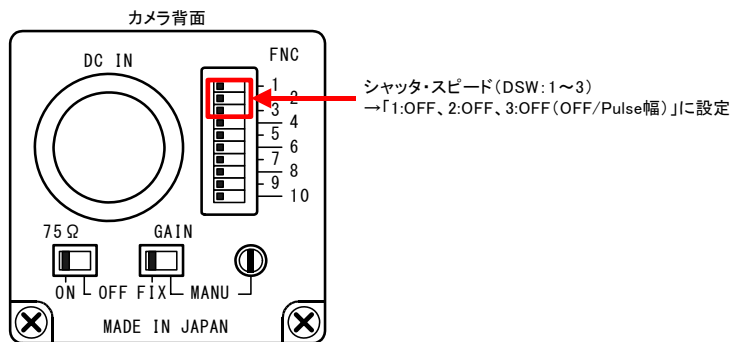 カメラ背面
DC IN
FNC
1
2
3
4
5
6
7
8
9
10
シャッタ・スピード(DSW:1~3)
→「1:OFF、2:OFF、3:OFF(OFF/Pulse幅)」に設定
75Ω
GAIN
ON OFF FIX MANU
MADE IN JAPAN